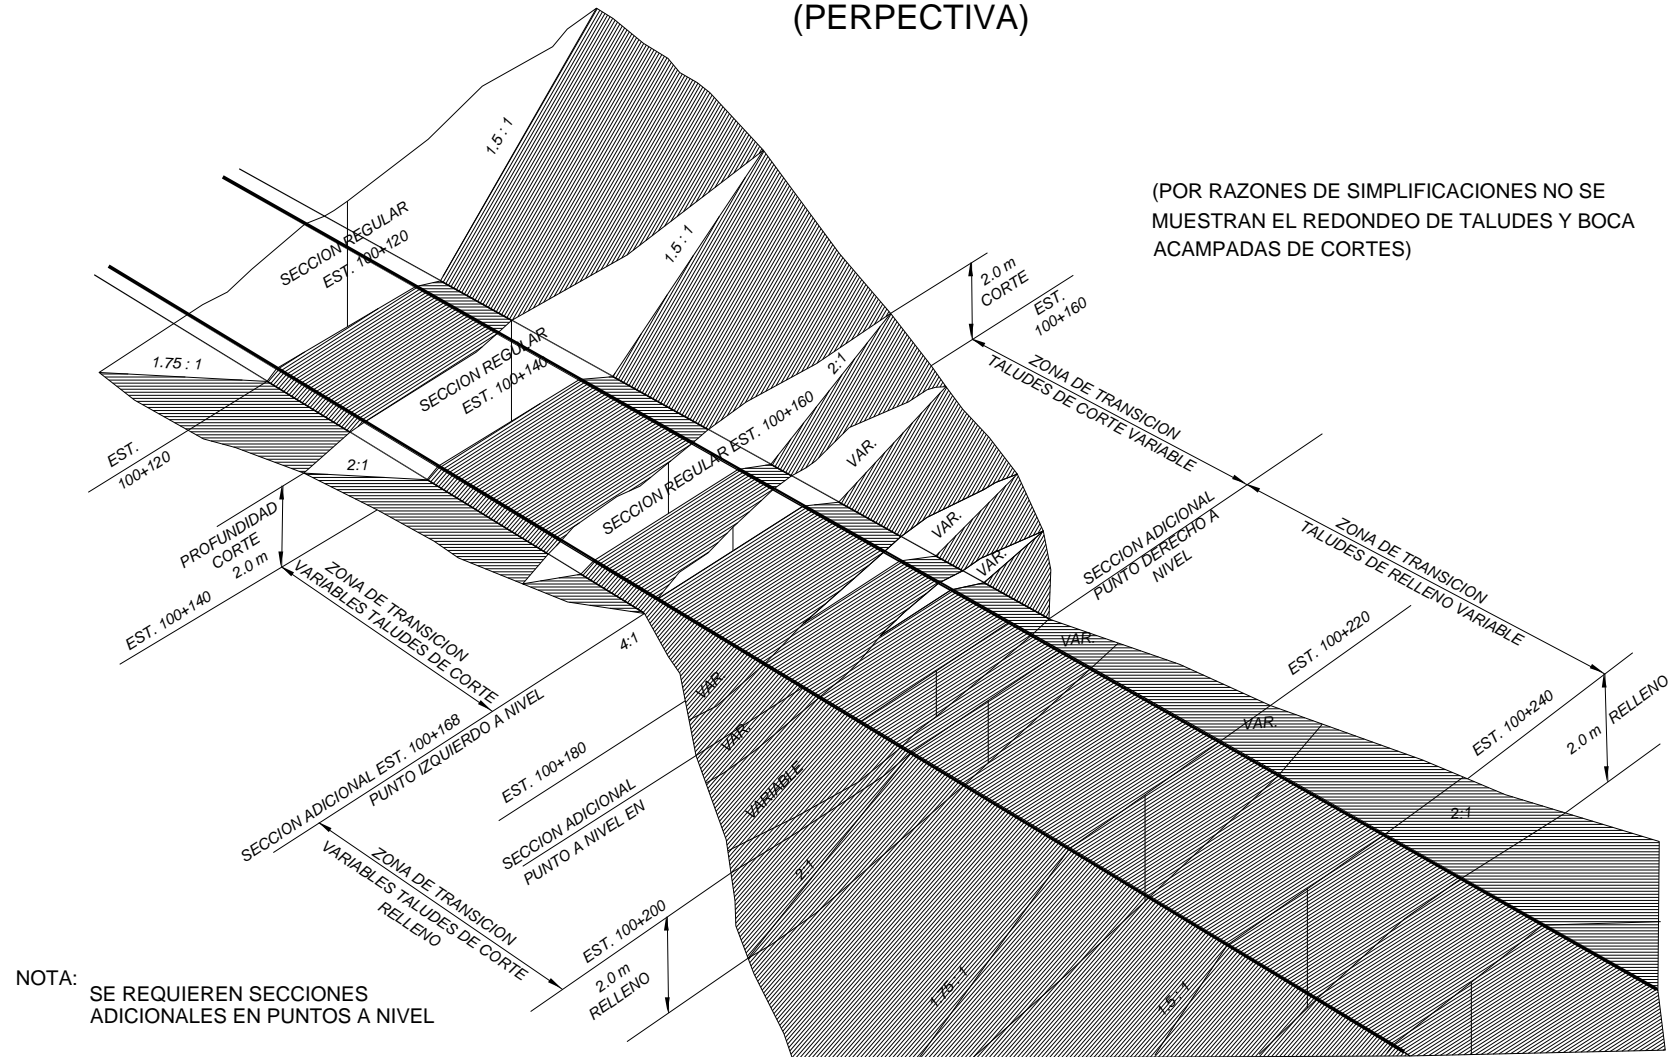 (PERPECTIVA)
(POR RAZONES DE SIMPLIFICACIONES NO SE
MUESTRAN EL REDONDEO DE TALUDES Y BOCA
ACAMPADAS DE CORTES)
1.5 : 1
SECCION REGULAR
EST. 100+120
1.5 : 1
2.0 m
CORTE
EST.
100+160
1.75 : 1
SECCION REGULAR
EST. 100+140
2:1
ZONA DE TRANSICION
TALUDES DE CORTE VARIABLE
EST.
100+120
2:1
SECCION REGULAR EST. 100+160
VAR.
VAR.
VAR.
PROFUNDIDAD
CORTE
2.0 m
SECCION ADICIONAL
PUNTO DERECHO A
NIVEL
ZONA DE TRANSICION
TALUDES DE RELLENO VARIABLE
EST. 100+140
ZONA DE TRANSICION
VARIABLES TALUDES DE CORTE
4:1
VAR.
EST. 100+220
VAR
VAR.
VAR.
EST. 100+240
2.0 m
RELLENO
SECCION ADICIONAL EST. 100+168
PUNTO IZQUIERDO A NIVEL
EST. 100+180
VARIABLE
SECCION ADICIONAL
PUNTO A NIVEL EN
2:1
2:1
ZONA DE TRANSICION
VARIABLES TALUDES DE CORTE
RELLENO
EST. 100+200
2.0 m
RELLENO
1.75 : 1
1.5 : 1
NOTA:
SE REQUIEREN SECCIONES
ADICIONALES EN PUNTOS A NIVEL